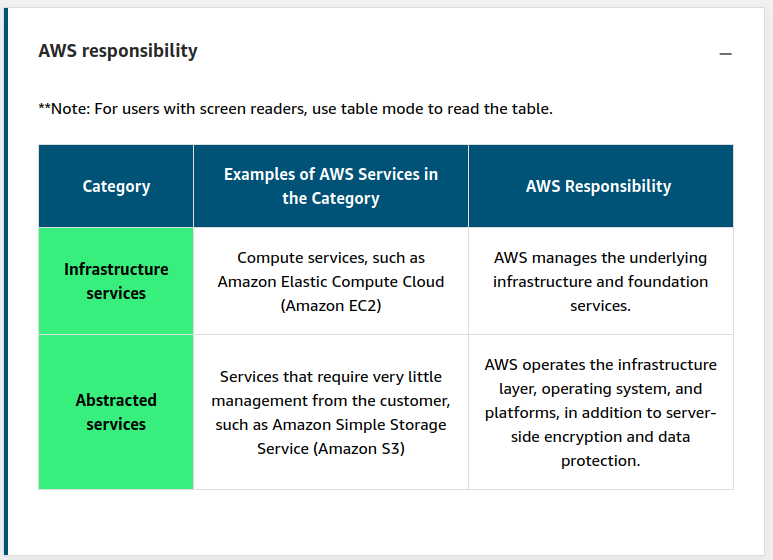 AWS responsibility
**Note: For users with screen readers, use table mode to read the table.
Category
Examples of AWS Services in
the Category
AWS Responsibility
Infrastructure
services
Compute services, such as
Amazon Elastic Compute Cloud
(Amazon EC2)
AWS manages the underlying
infrastructure and foundation
services.
Abstracted
services
Services that require very little
management from the customer,
such as Amazon Simple Storage
Service (Amazon S3)
AWS operates the infrastructure
layer, operating system, and
platforms, in addition to server-
side encryption and data
protection.